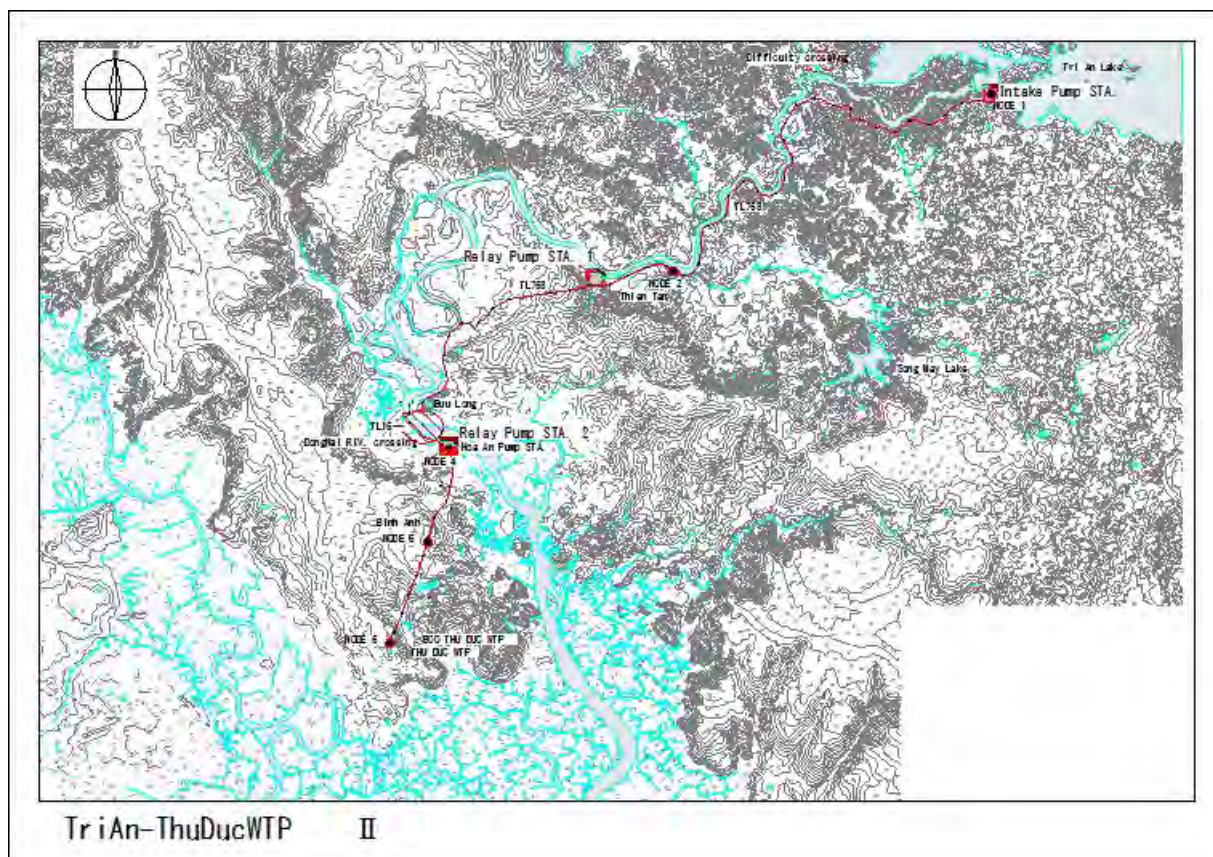 Difficulty crossing
Tri An Lake
Intake Pump STA.
NODE 1
TL768
Relay Pump STA. 1
NODE 2
TL768
Thien Tan
Song May Lake
Buu Long
TL16
DongNai RIV. crossing
Relay Pump STA. 2
Hoa An Pump STA.
NODE 4
Binh Anh
NODE 5
NODE 6
BOO THU DUC WTP
THU DUC WTP
TriAn-ThuDucWTP II